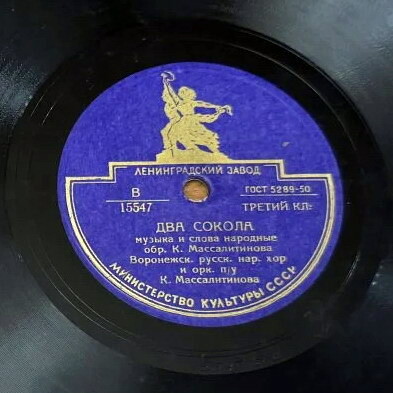 ЛЕНИНГРАДСКИЙ ЗАВОД
В
15547
ГОСТ 5289-50
ТРЕТИЙ КЛ:
ДВА СОКОЛА
музыка и слова народные
обр. К. Массалитинова
Воронежск. русск. нар. хор
и орк. п/у
К. Массалитинова
МИНИСТЕРСТВО КУЛЬТУРЫ СССР